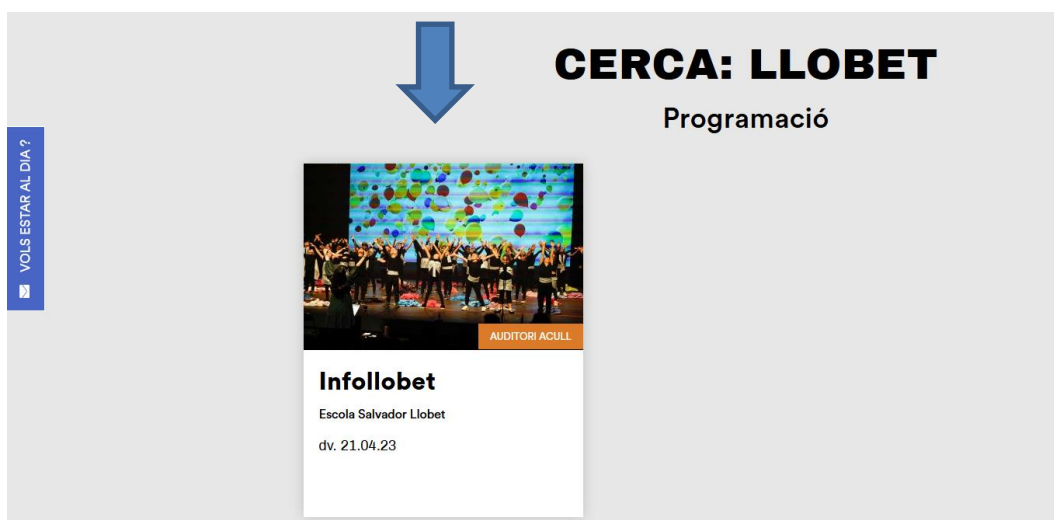 CERCA: LLOBET
Programació
VOLS ESTAR AL DIA ?
AUDITORI ACULL
Infollobet
Escola Salvador Llobet
dv. 21.04.23